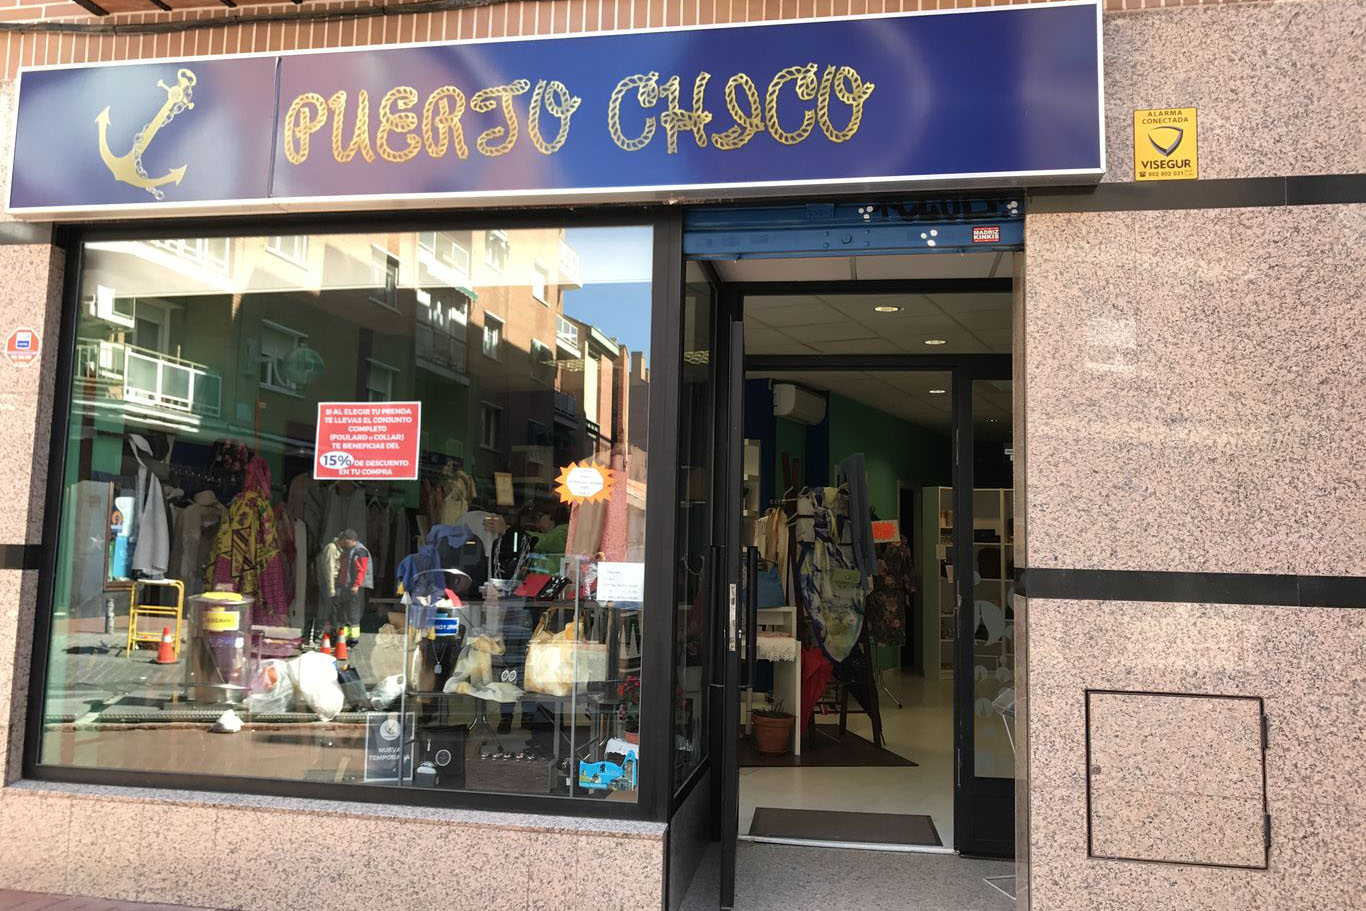 PUERTO CHICO
ALARMA
CONECTADA
VISEGUR
902 902 031
MADRIZ
KINKIS
SI AL ELEGIR TU PRENDA
TE LLEVAS EL CONJUNTO
COMPLETO
(FOULARD o COLLAR)
TE BENEFICIAS DEL
15% DE DESCUENTO
EN TU COMPRA
NUEVA
TEMPORADA